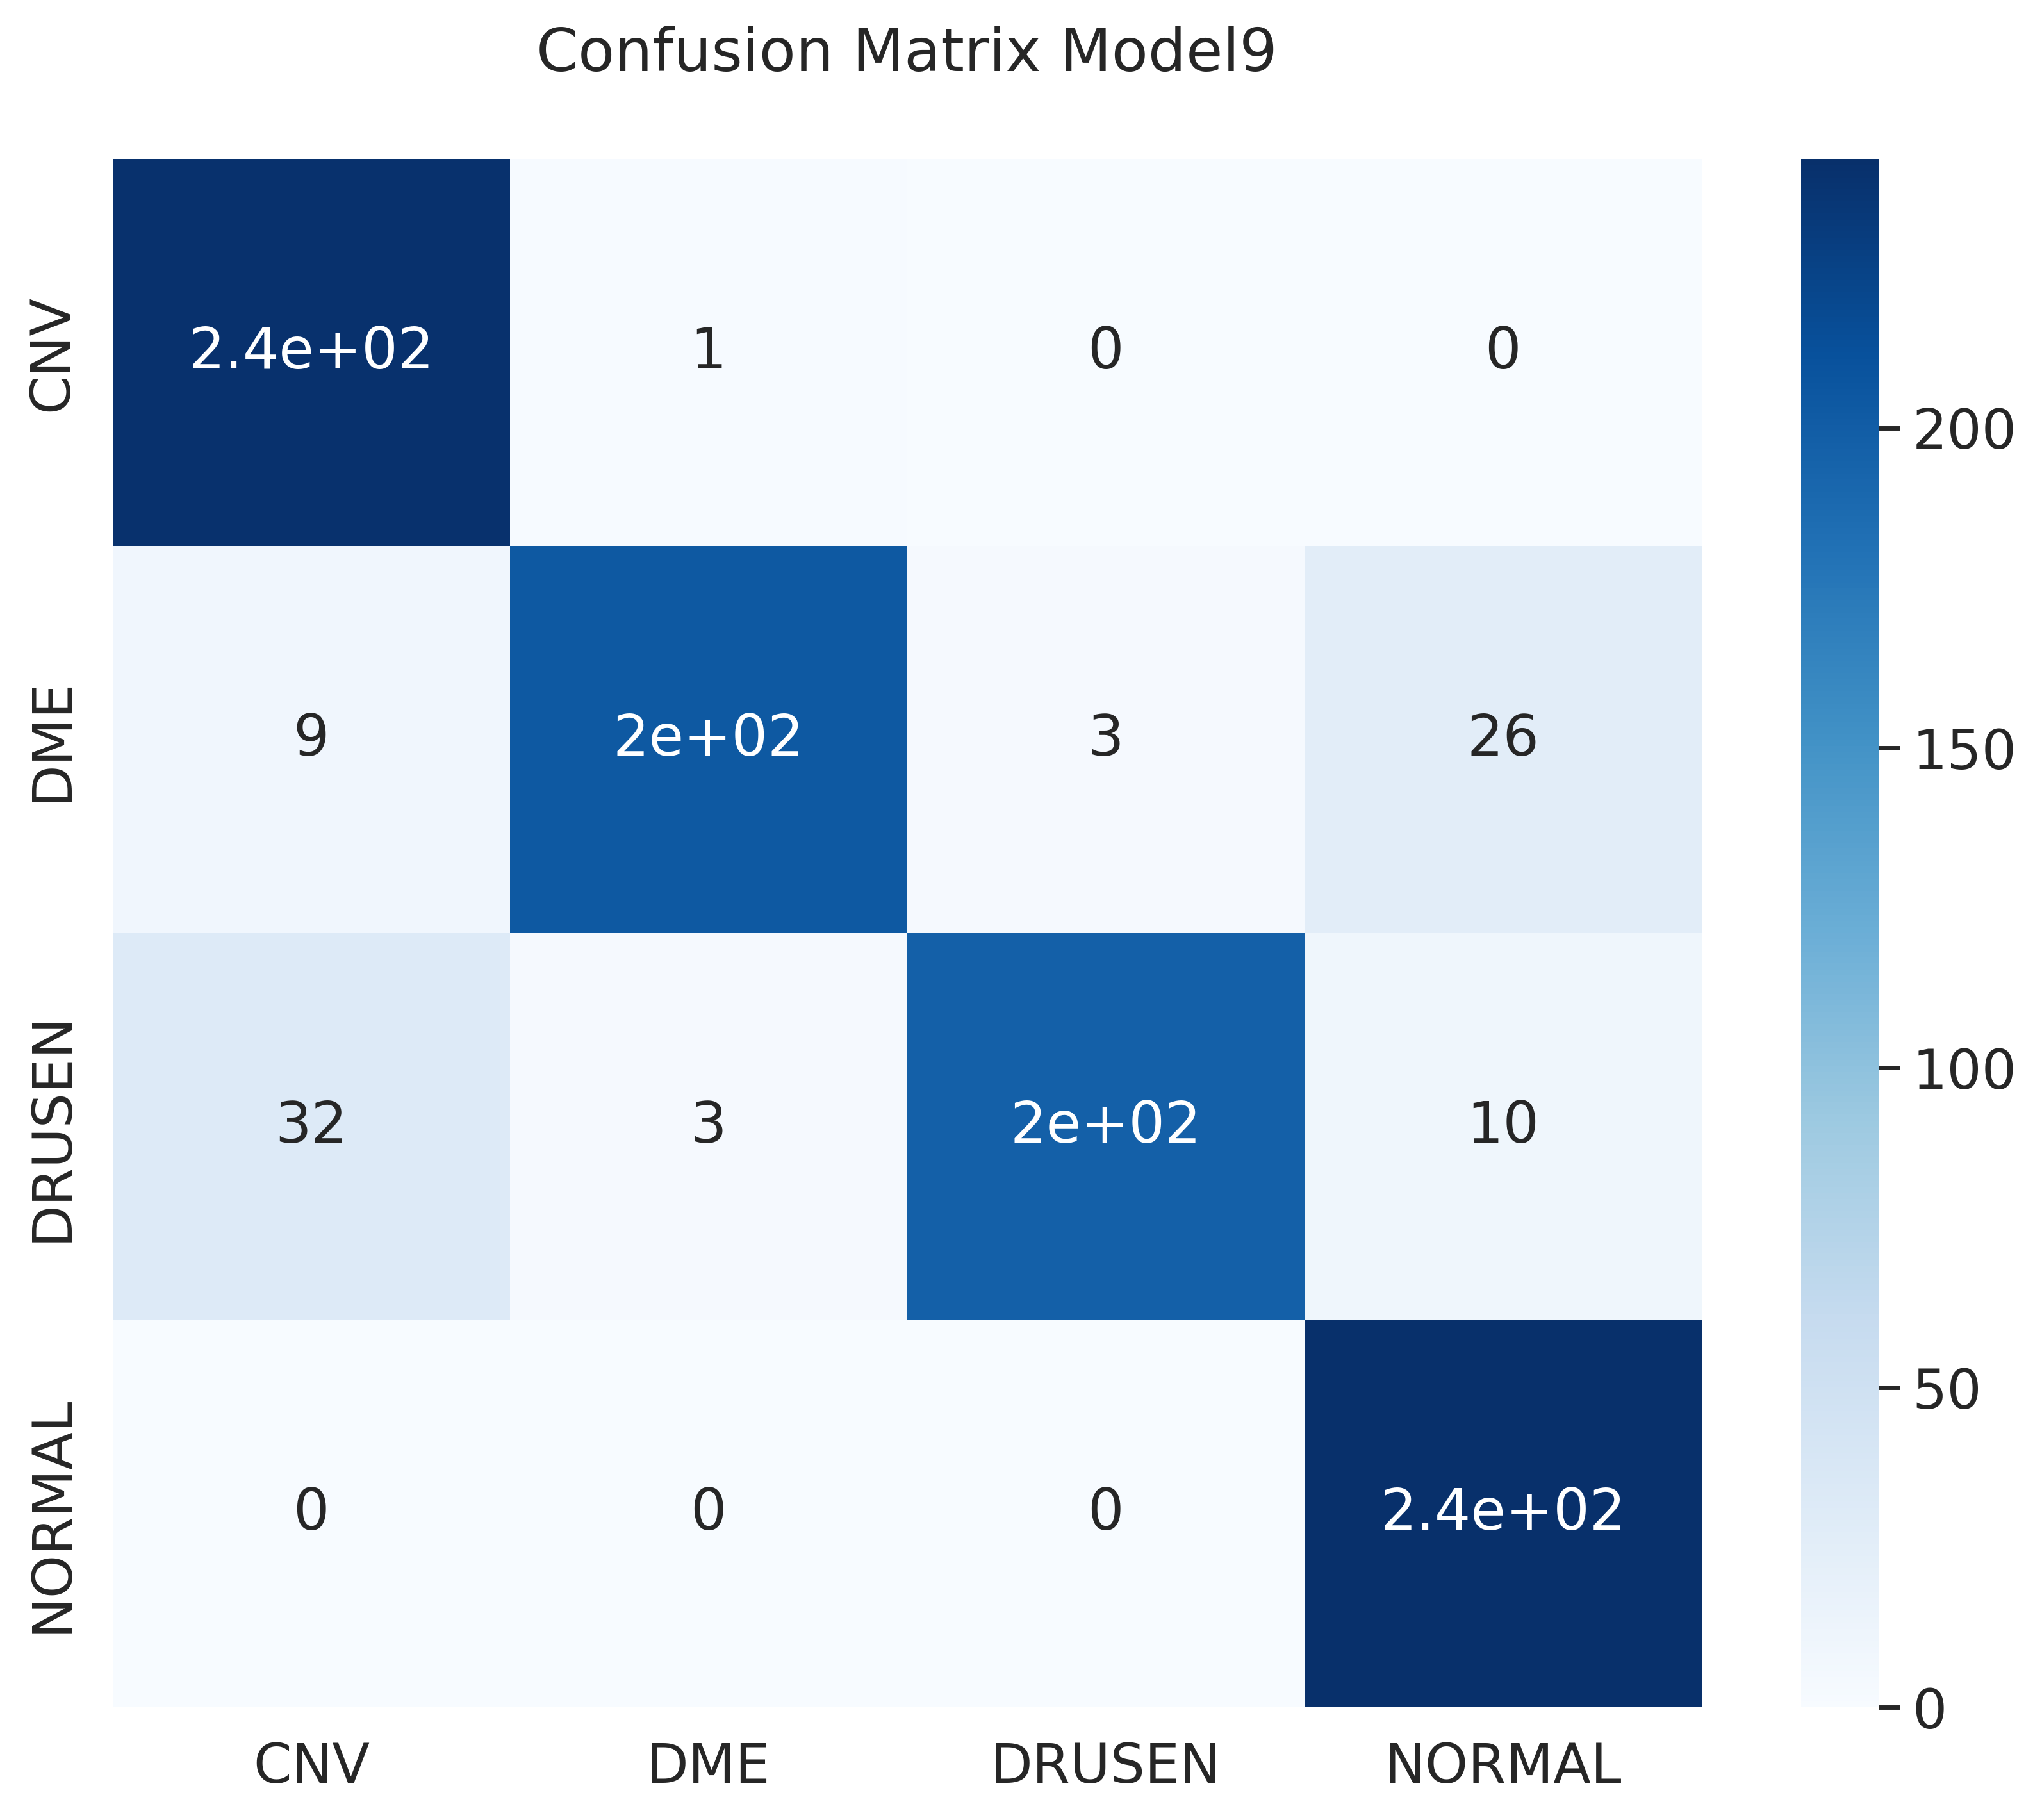 Confusion Matrix Model9
CNV
2.4e+02 1 0 0
DME
9 2e+02 3 26
DRUSEN
32 3 2e+02 10
NORMAL
0 0 0 2.4e+02
CNV DME DRUSEN NORMAL
200
150
100
50
0